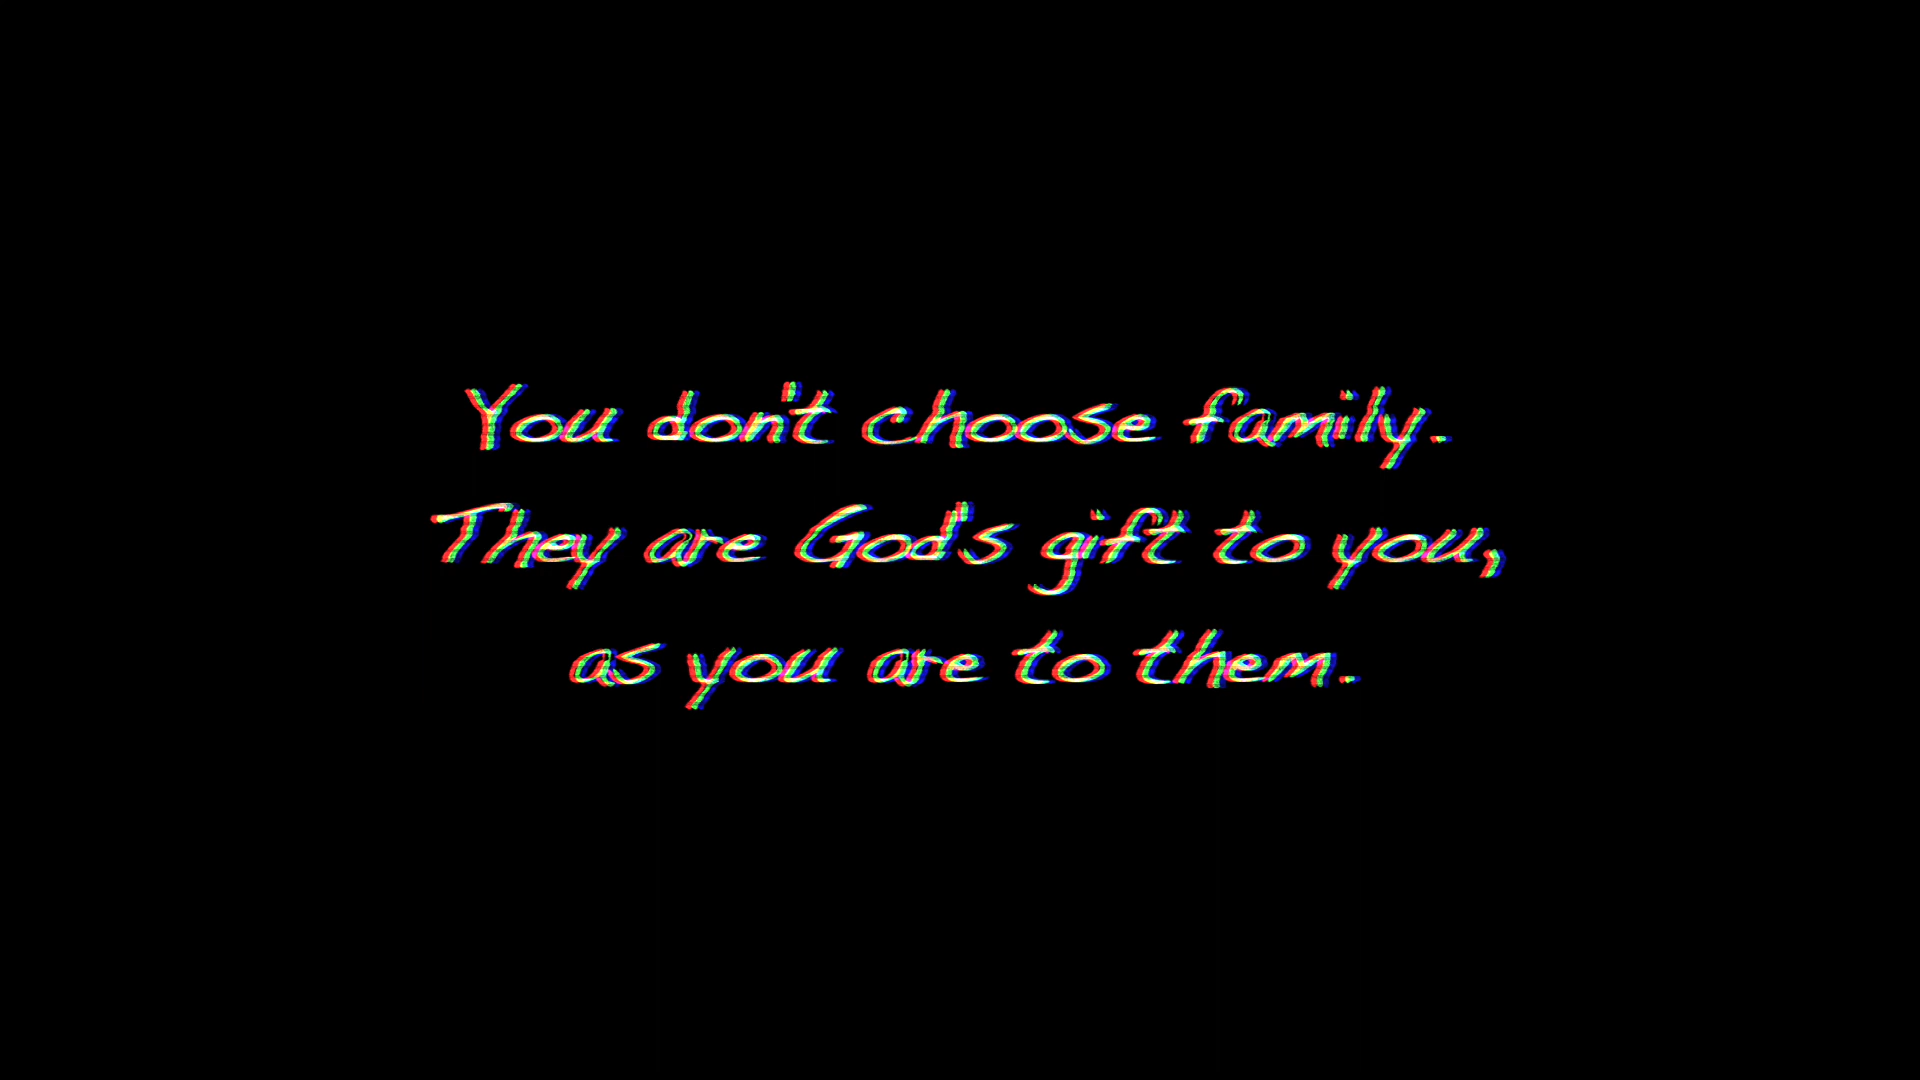 You don't choose family.
They are God's gift to you,
as you are to them.